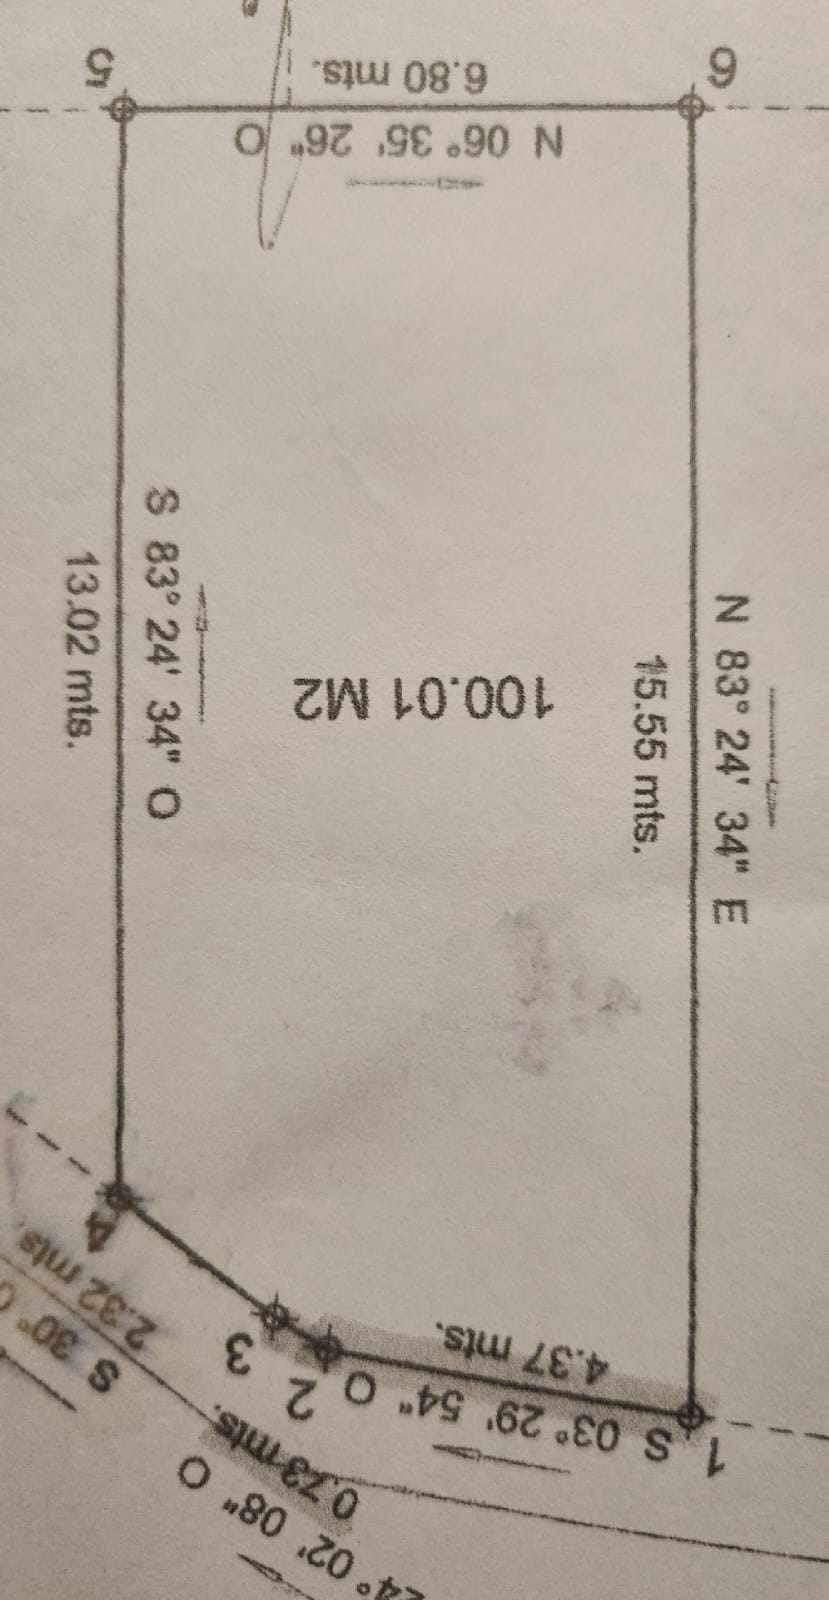 5
6.80 mts.
6
N 06° 35' 26" O
S 83° 24' 34" O
13.02 mts.
100.01 M2
15.55 mts.
N 83° 24' 34" E
4
2.32 mts.
S 30°
3
2
4.37 mts.
S 03° 29' 54" O
1
0.73 mts.
24° 02' 08" O